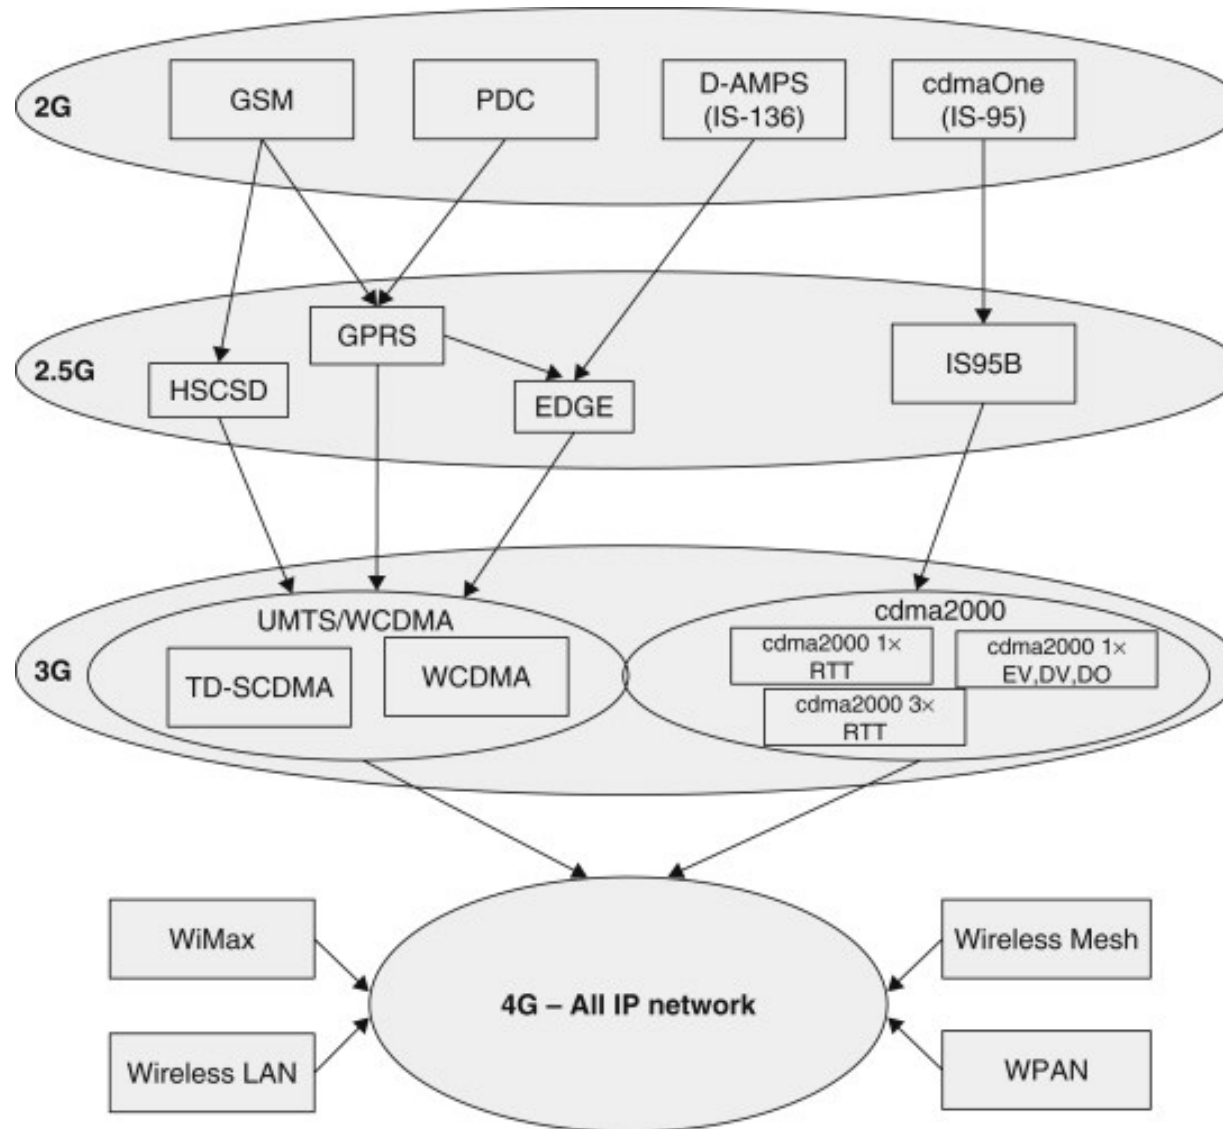 2G
GSM
PDC
D-AMPS
(IS-136)
cdmaOne
(IS-95)
2.5G
HSCSD
GPRS
EDGE
IS95B
3G
UMTS/WCDMA
TD-SCDMA
WCDMA
cdma2000
cdma2000 1×
RTT
cdma2000 1×
EV,DV,DO
cdma2000 3×
RTT
WiMax
Wireless LAN
4G – All IP network
Wireless Mesh
WPAN